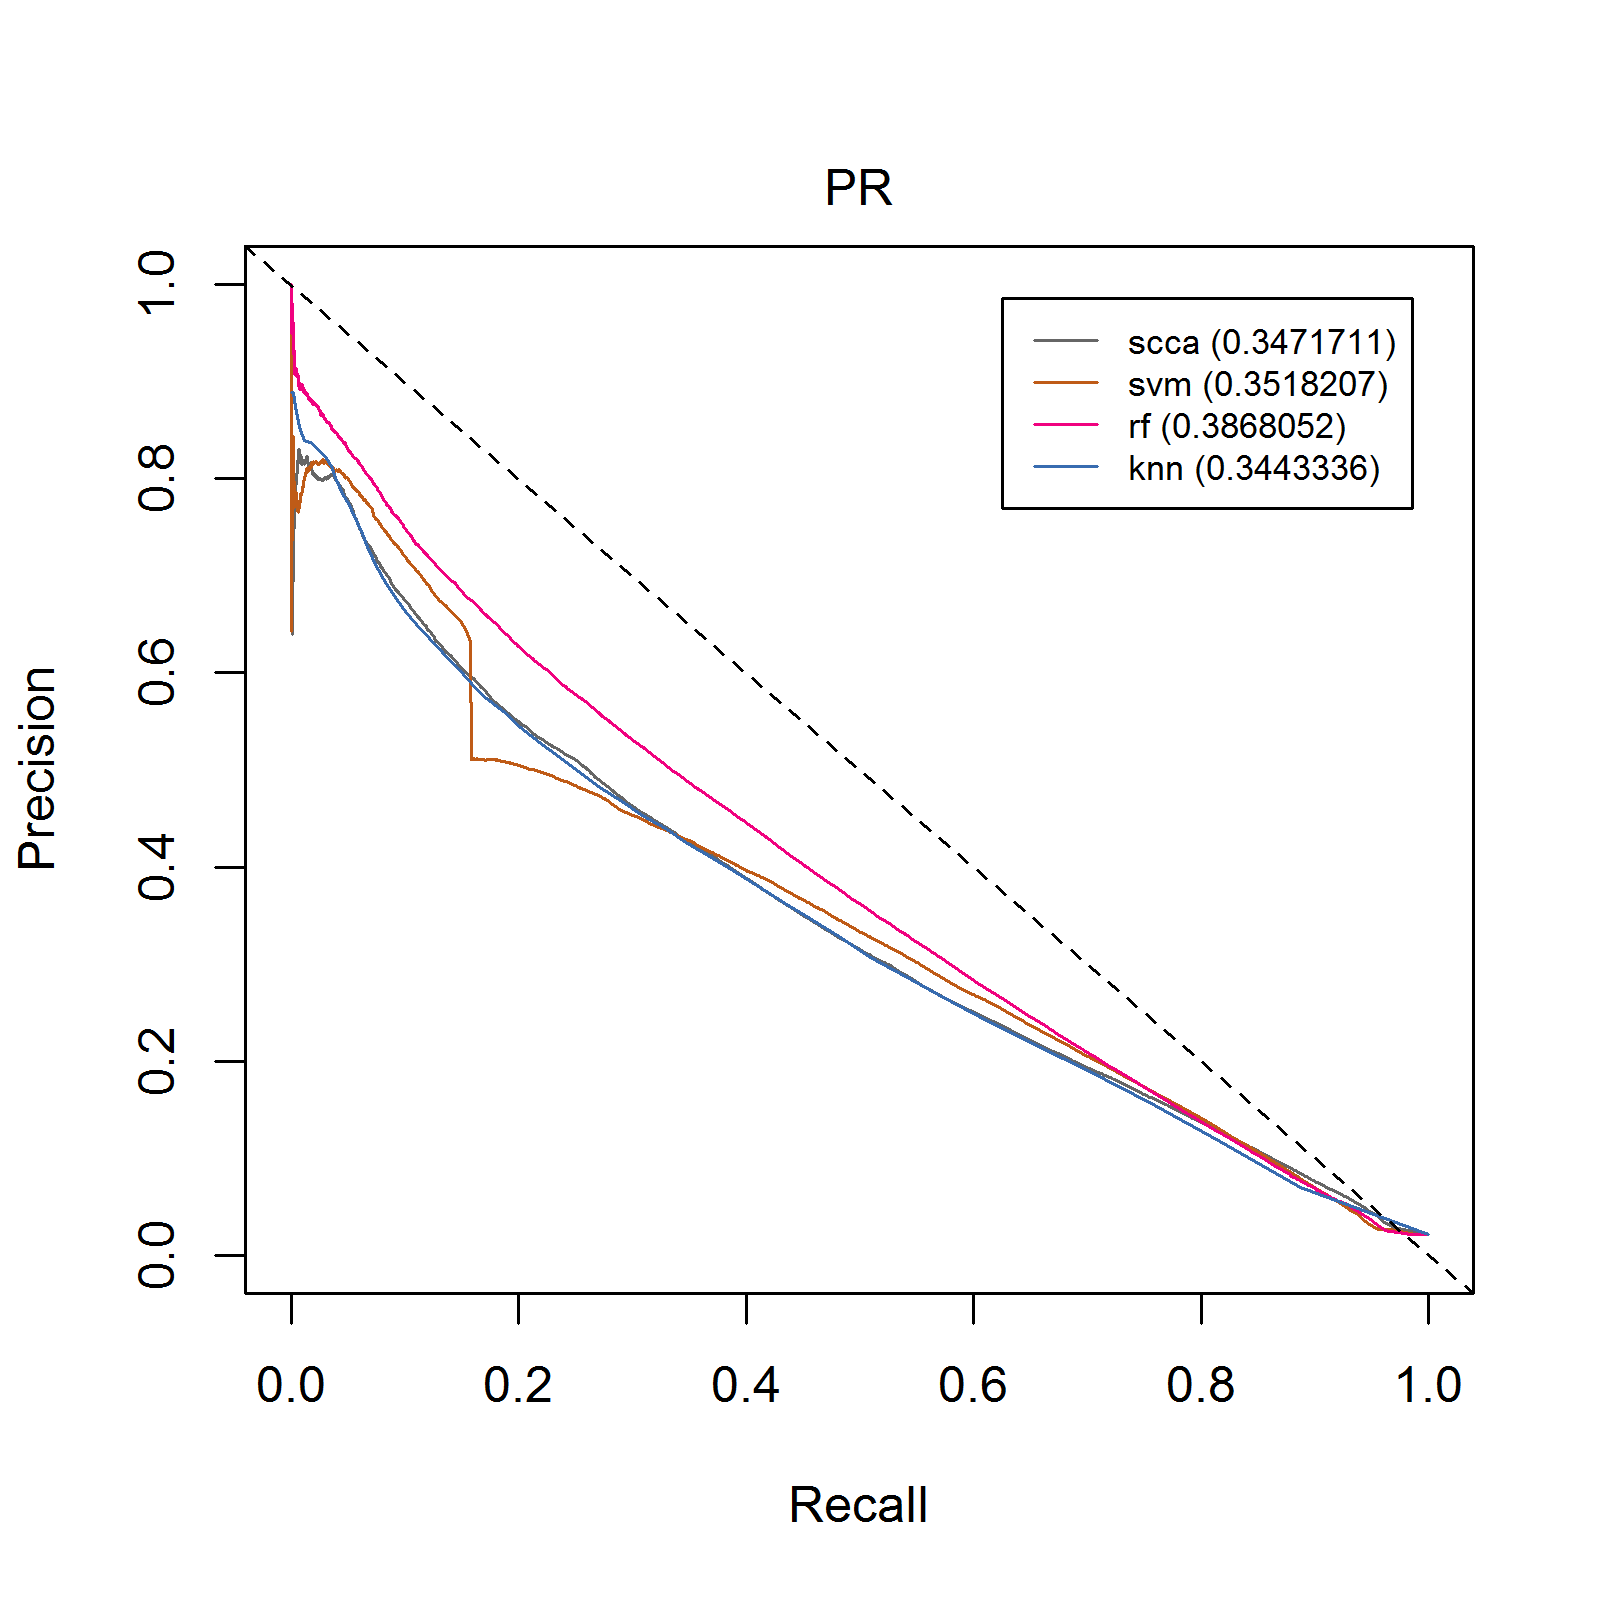 PR
Precision
1.0
0.8
0.6
0.4
0.2
0.0
scca (0.3471711)
svm (0.3518207)
rf (0.3868052)
knn (0.3443336)
0.0 0.2 0.4 0.6 0.8 1.0
Recall